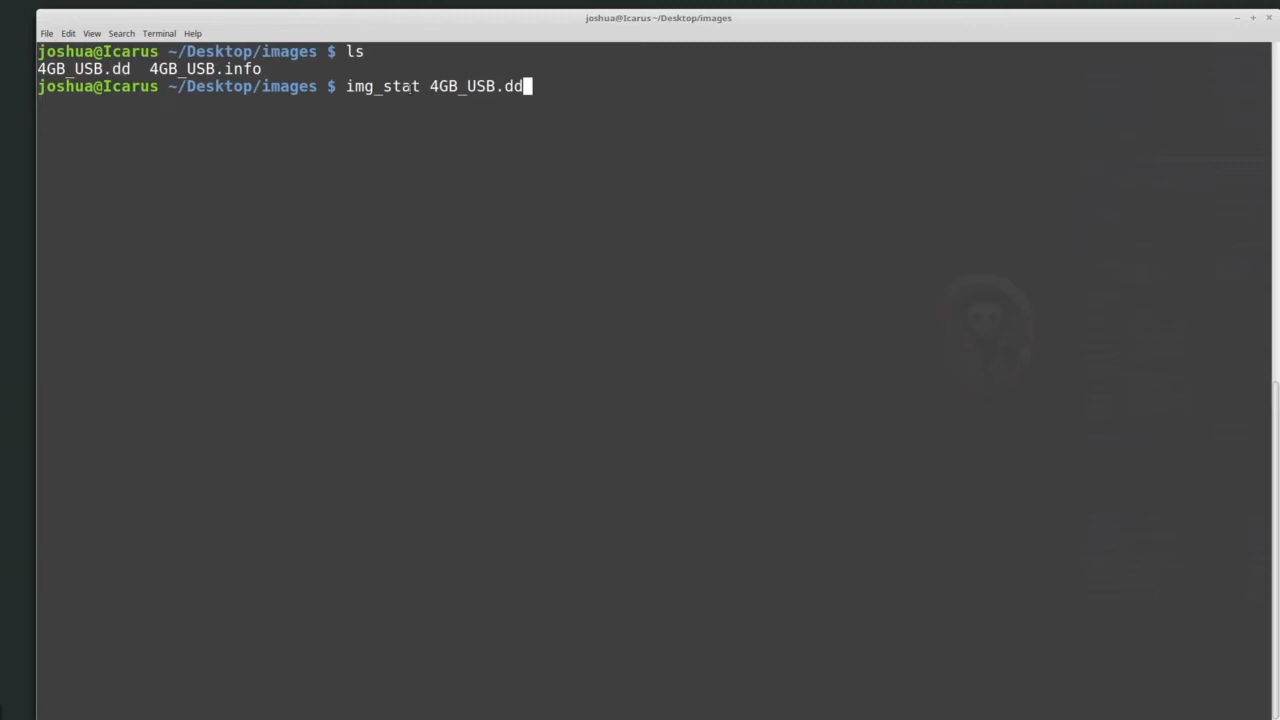 joshua@Icarus ~/Desktop/images
File Edit View Search Terminal Help
joshua@Icarus ~/Desktop/images $ ls
4GB_USB.dd  4GB_USB.info
joshua@Icarus ~/Desktop/images $ img_stat 4GB_USB.dd